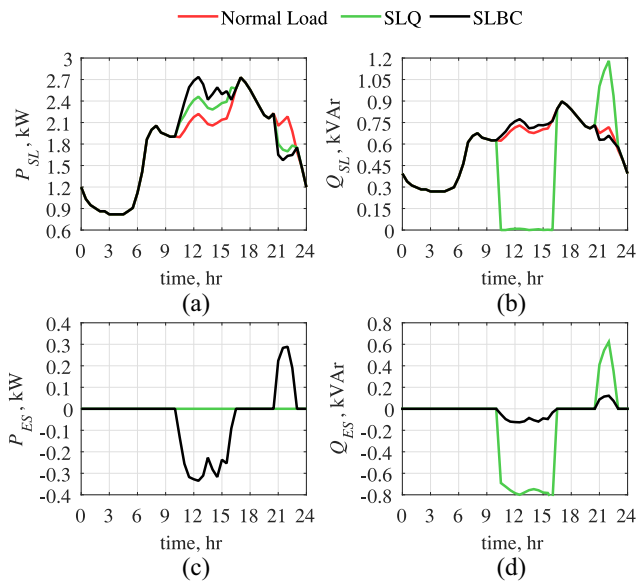 Normal Load SLQ SLBC
P_SL, kW
3
2.7
2.4
2.1
1.8
1.5
1.2
0.9
0.6
0 3 6 9 12 15 18 21 24
time, hr
(a)
Q_SL, kVAr
1.2
1.05
0.9
0.75
0.6
0.45
0.3
0.15
0
0 3 6 9 12 15 18 21 24
time, hr
(b)
P_ES, kW
0.4
0.3
0.2
0.1
0
-0.1
-0.2
-0.3
-0.4
0 3 6 9 12 15 18 21 24
time, hr
(c)
Q_ES, kVAr
0.8
0.6
0.4
0.2
0
-0.2
-0.4
-0.6
-0.8
0 3 6 9 12 15 18 21 24
time, hr
(d)